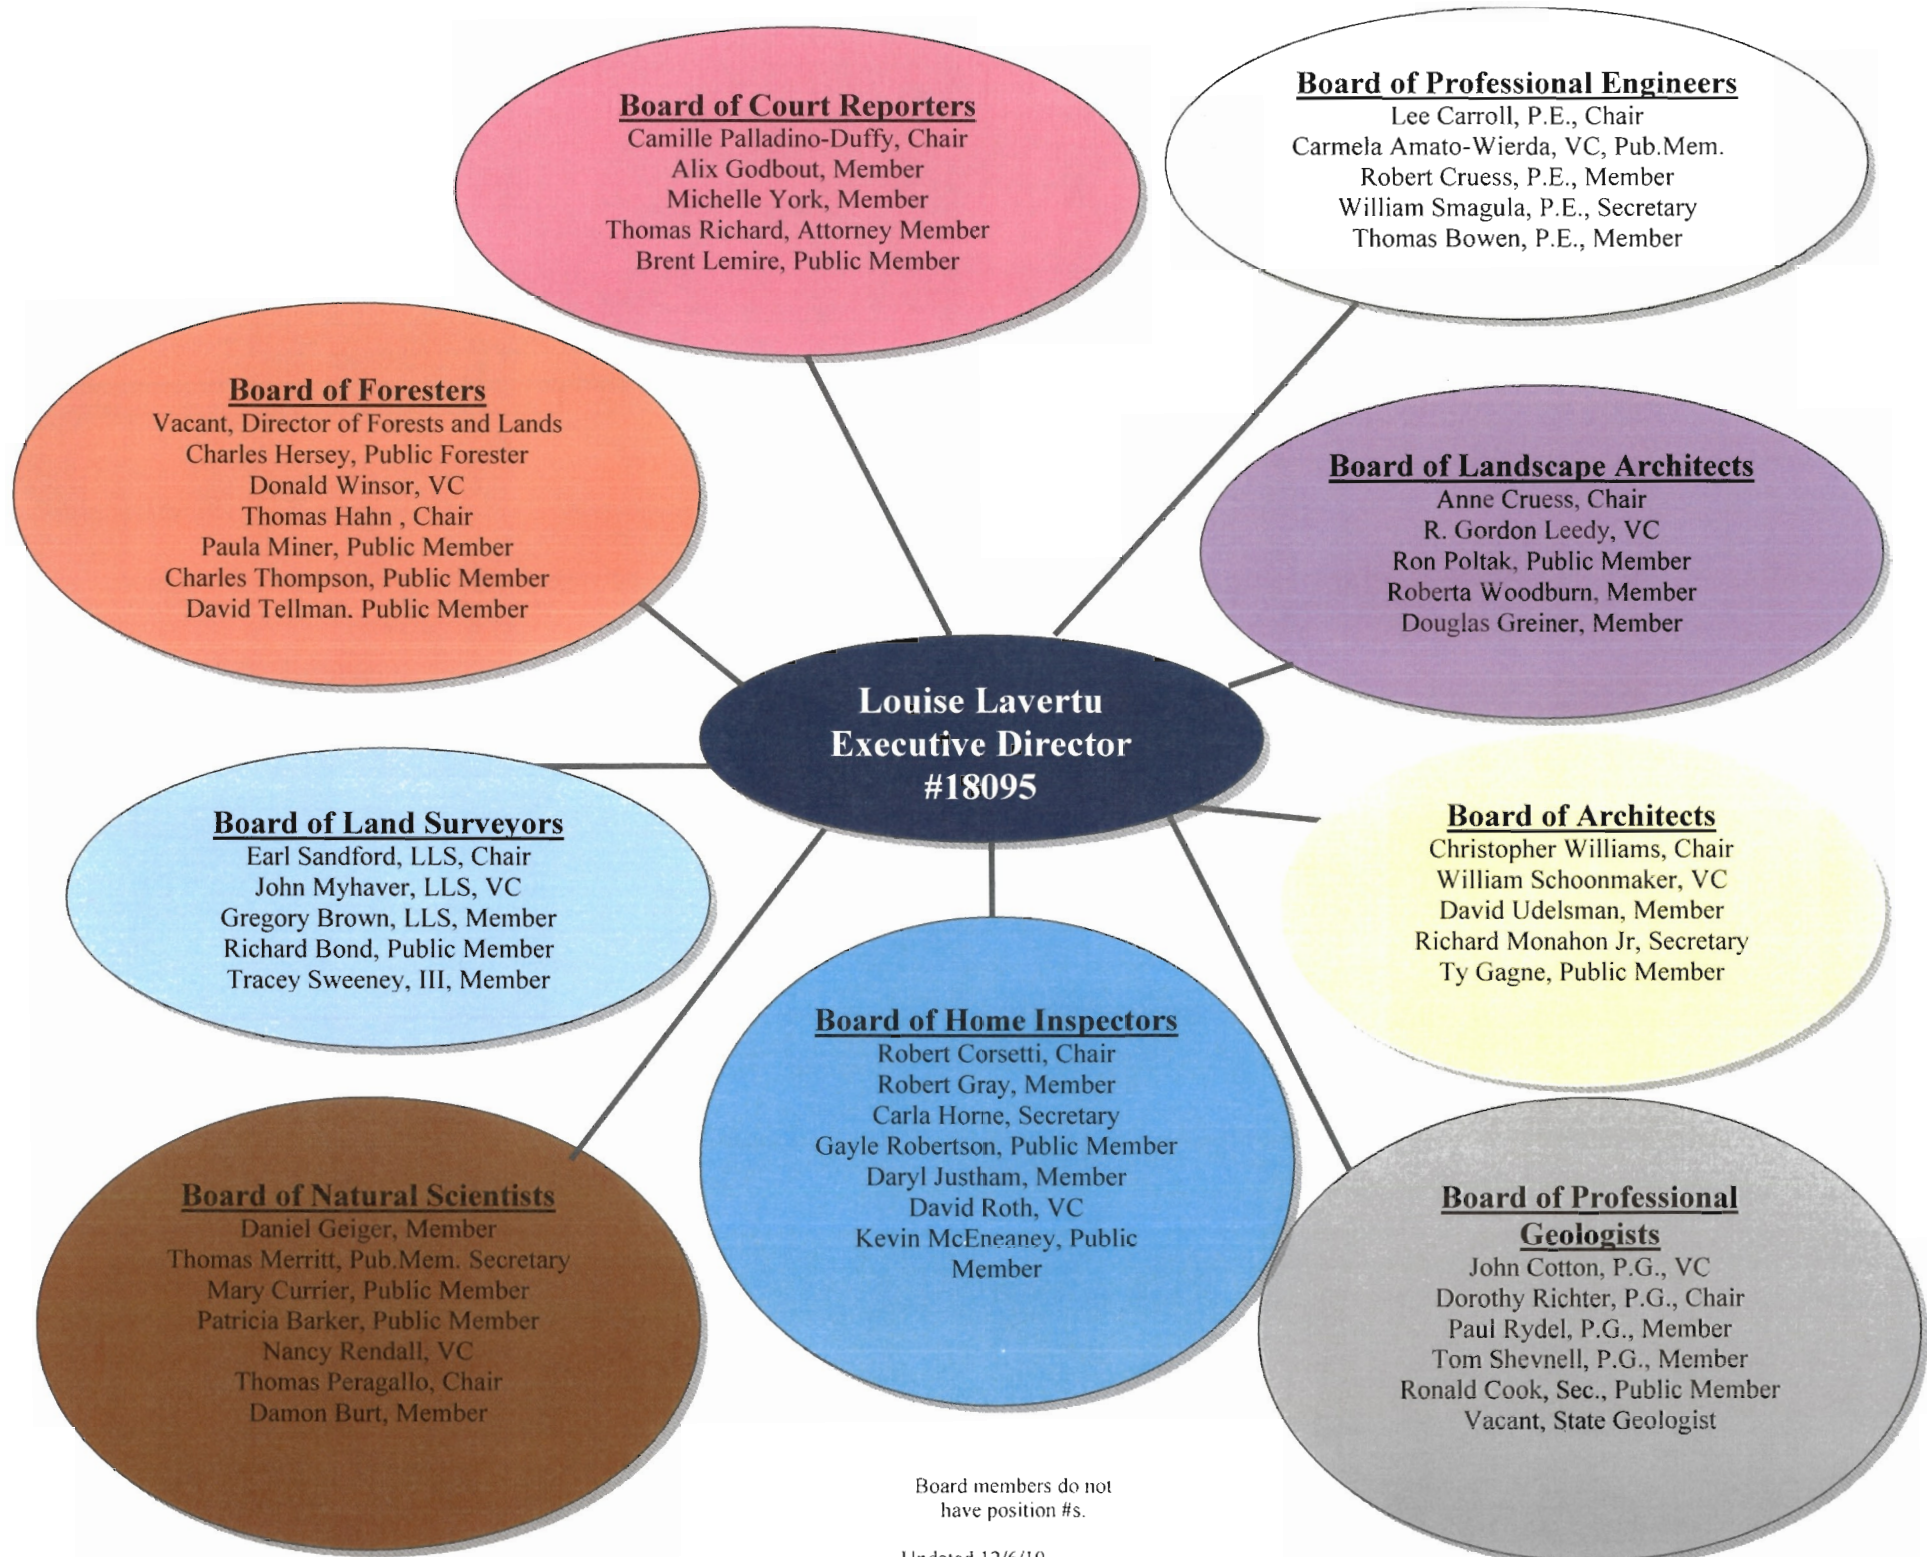 Board of Court Reporters
Camille Palladino-Duffy, Chair
Alix Godbout, Member
Michelle York, Member
Thomas Richard, Attorney Member
Brent Lemire, Public Member
Board of Professional Engineers
Lee Carroll, P.E., Chair
Carmela Amato-Wierda, VC, Pub.Mem.
Robert Cruess, P.E., Member
William Smagula, P.E., Secretary
Thomas Bowen, P.E., Member
Board of Foresters
Vacant, Director of Forests and Lands
Charles Hersey, Public Forester
Donald Winsor, VC
Thomas Hahn , Chair
Paula Miner, Public Member
Charles Thompson, Public Member
David Tellman. Public Member
Board of Landscape Architects
Anne Cruess, Chair
R. Gordon Leedy, VC
Ron Poltak, Public Member
Roberta Woodburn, Member
Douglas Greiner, Member
Louise Lavertu
Executive Director
#18095
Board of Land Surveyors
Earl Sandford, LLS, Chair
John Myhaver, LLS, VC
Gregory Brown, LLS, Member
Richard Bond, Public Member
Tracey Sweeney, III, Member
Board of Architects
Christopher Williams, Chair
William Schoonmaker, VC
David Udelsman, Member
Richard Monahon Jr, Secretary
Ty Gagne, Public Member
Board of Home Inspectors
Robert Corsetti, Chair
Robert Gray, Member
Carla Horne, Secretary
Gayle Robertson, Public Member
Daryl Justham, Member
David Roth, VC
Kevin McEneaney, Public
Member
Board of Natural Scientists
Daniel Geiger, Member
Thomas Merritt, Pub.Mem. Secretary
Mary Currier, Public Member
Patricia Barker, Public Member
Nancy Rendall, VC
Thomas Peragallo, Chair
Damon Burt, Member
Board of Professional
Geologists
John Cotton, P.G., VC
Dorothy Richter, P.G., Chair
Paul Rydel, P.G., Member
Tom Shevnell, P.G., Member
Ronald Cook, Sec., Public Member
Vacant, State Geologist
Board members do not
have position #s.
Updated 12/6/10